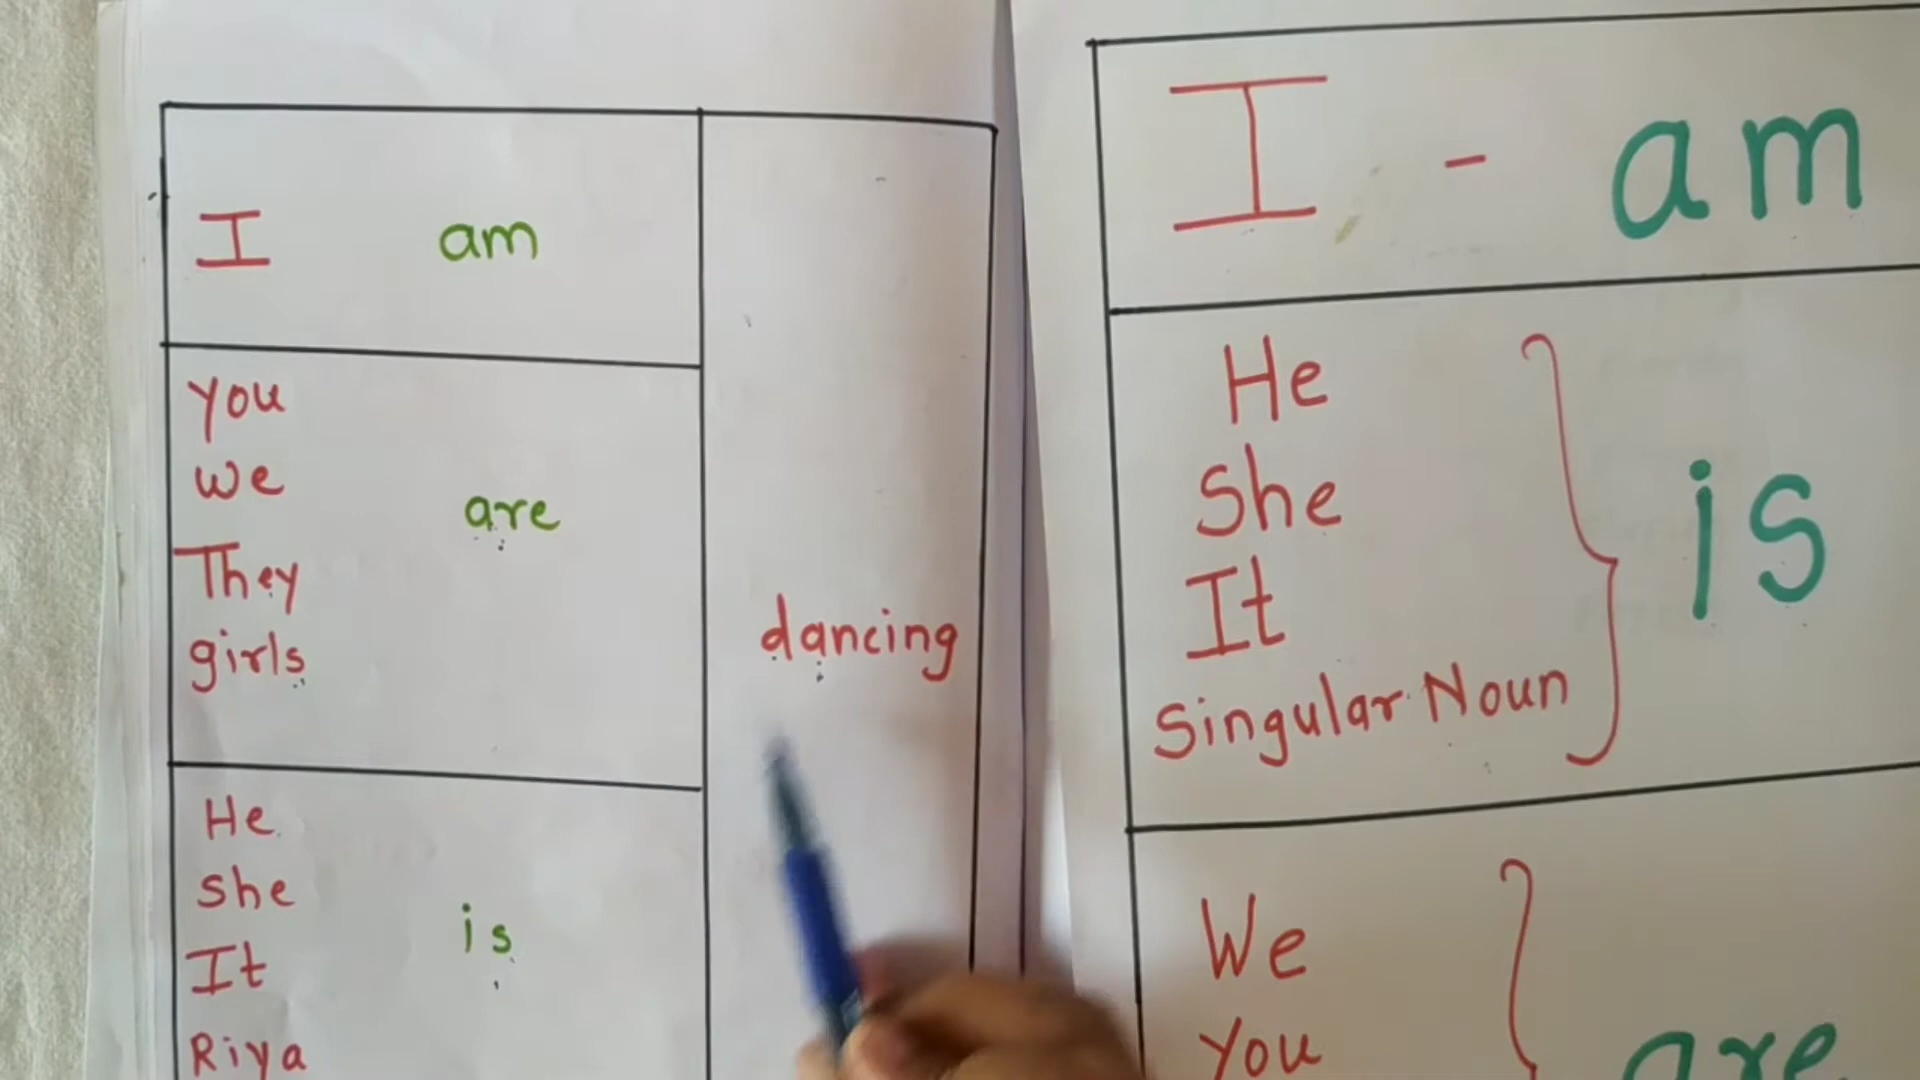 I am
you
we
They
girls
are
He
she
It
Riya
is
dancing
I - am
He
She
It
Singular Noun
is
We
You
are